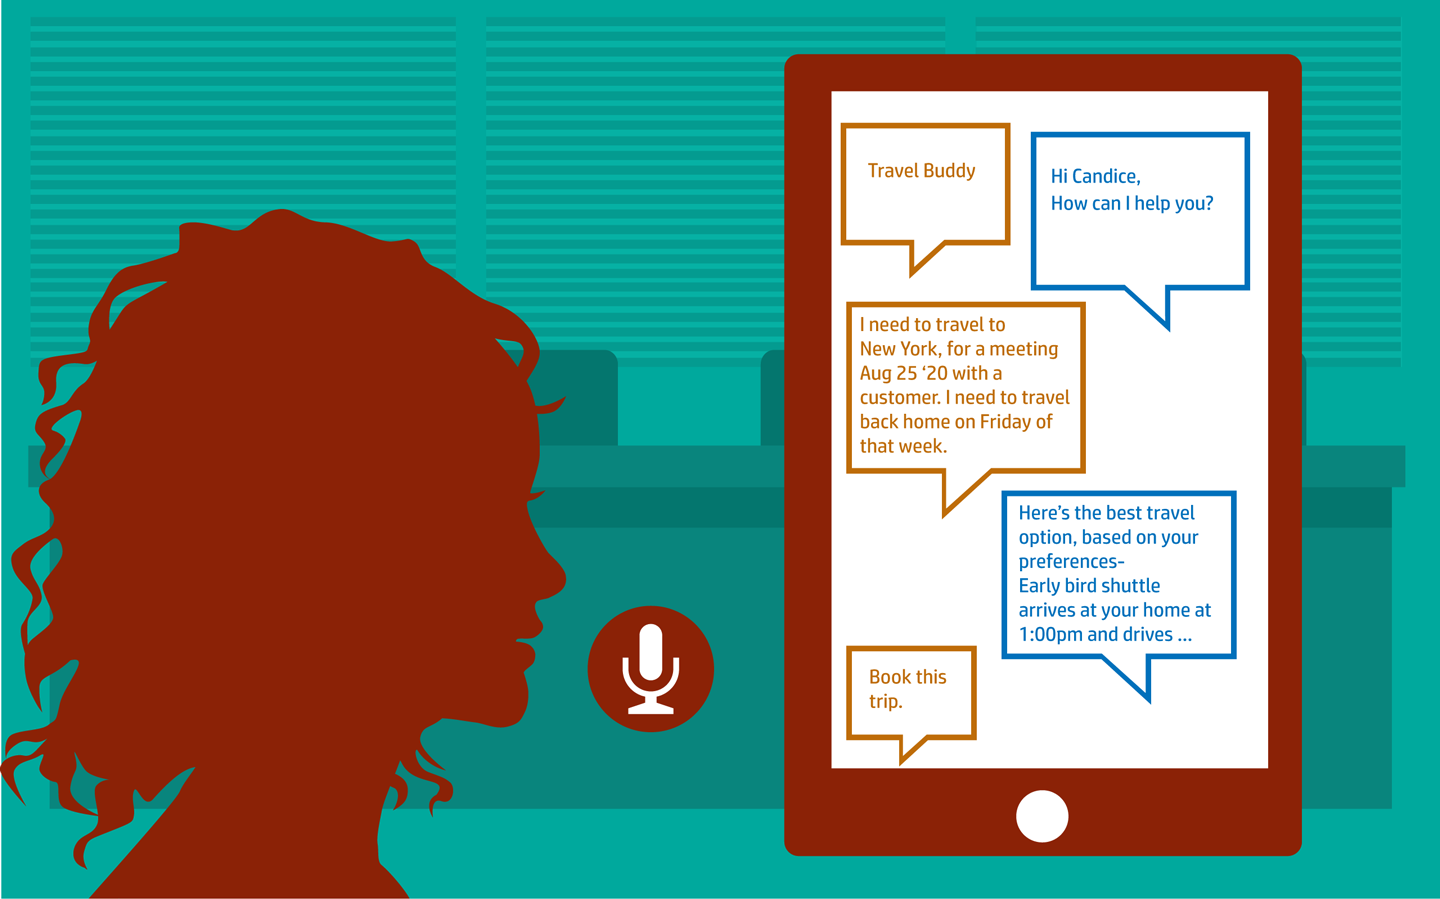 Travel Buddy
Hi Candice,
How can I help you?
I need to travel to
New York, for a meeting
Aug 25 ‘20 with a
customer. I need to travel
back home on Friday of
that week.
Here’s the best travel
option, based on your
preferences-
Early bird shuttle
arrives at your home at
1:00pm and drives ...
Book this
trip.